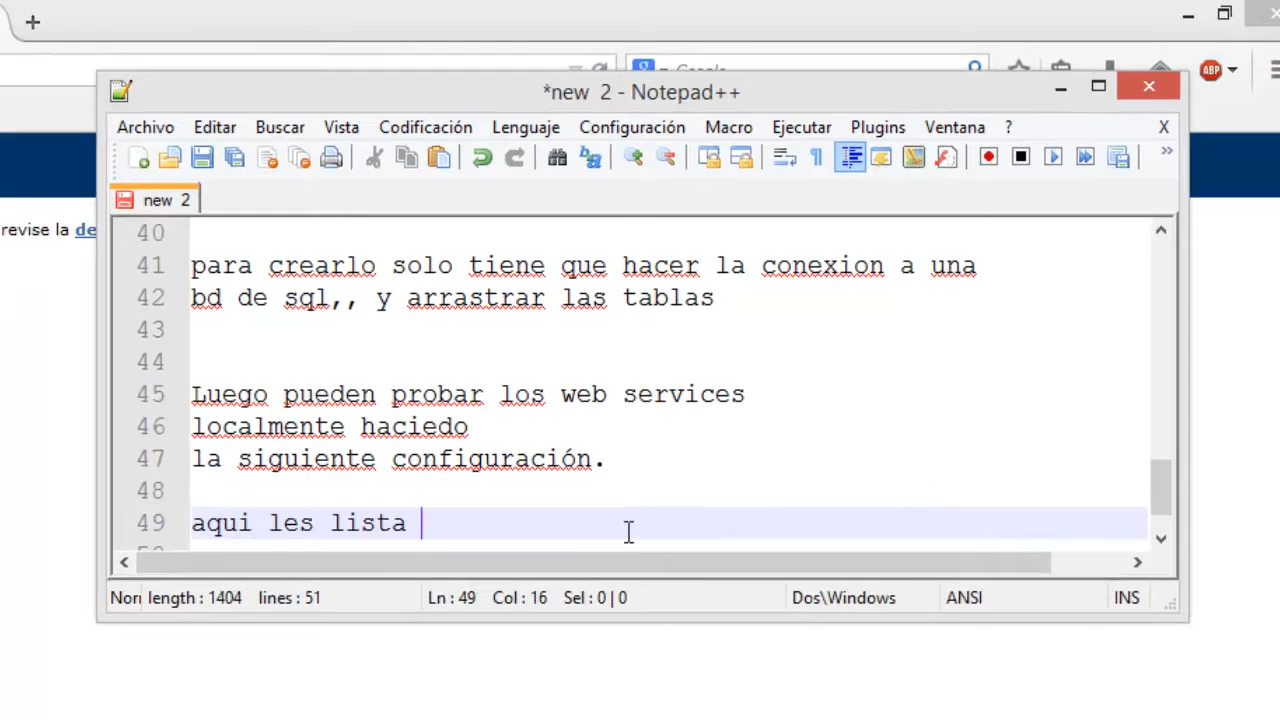 *new 2 - Notepad++
Archivo Editar Buscar Vista Codificación Lenguaje Configuración Macro Ejecutar Plugins Ventana ? X
new 2
revise la de
40
41 para crearlo solo tiene que hacer la conexion a una
42 bd de sql,, y arrastrar las tablas
43
44
45 Luego pueden probar los web services
46 localmente haciedo
47 la siguiente configuración.
48
49 aqui les lista
length : 1404 lines : 51 Ln : 49 Col : 16 Sel : 0 | 0 Dos\Windows ANSI INS
ABP